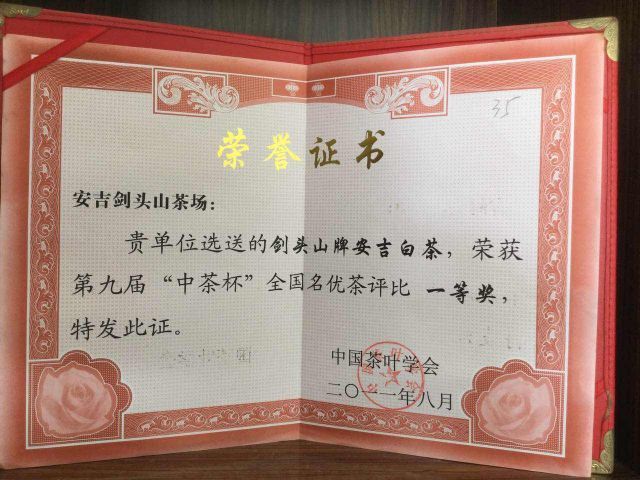 35
荣誉证书
安吉剑头山茶场：
贵单位选送的剑头山牌安吉白茶，荣获
第九届“中茶杯”全国名优茶评比 一等奖，
特发此证。
中国茶叶学会
二〇一一年八月